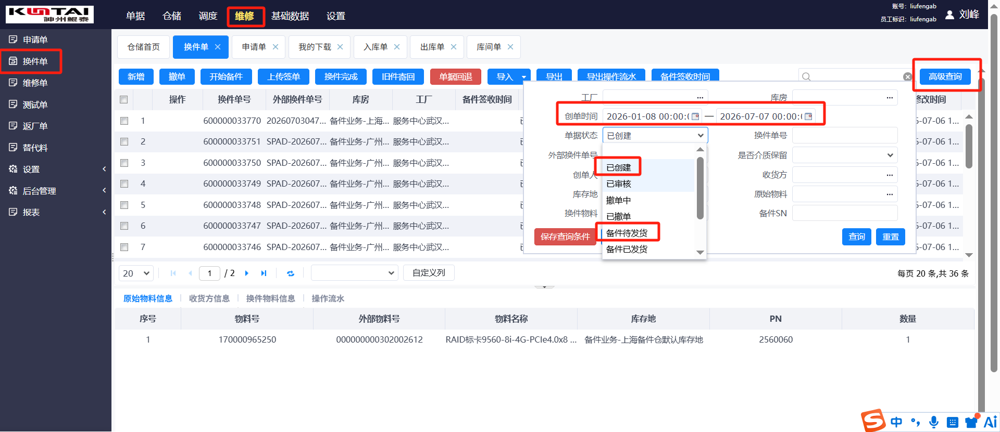 KUNTAI
神州鲲泰
单据 仓储 调度 维修 基础数据 设置
账号: liufengab
员工标识: liufengab
刘峰
申请单
换件单
维修单
测试单
返厂单
替代料
设置
后台管理
报表
仓储首页 换件单 申请单 我的下载 入库单 出库单 库间单
新增 撤单 开始备件 上传签单 换件完成 旧件寄回 单据回退 导入 导出 导出操作流水 备件签收时间 高级查询
操作 换件单号 外部换件单号 库房 工厂 备件签收时间 修改时间
1 600000033770 20260703047... 备件业务-上海... 服务中心武汉... -07-06 1...
2 600000033751 SPAD-202607... 备件业务-广州... 服务中心武汉... -07-06 1...
3 600000033750 SPAD-202607... 备件业务-广州... 服务中心武汉... -07-06 1...
4 600000033749 SPAD-202607... 备件业务-广州... 服务中心武汉... -07-06 1...
5 600000033748 SPAD-202607... 备件业务-广州... 服务中心武汉... -07-06 1...
6 600000033747 SPAD-202607... 备件业务-广州... 服务中心武汉... -07-06 1...
7 600000033746 SPAD-202607... 备件业务-广州... 服务中心武汉... -07-06 1...
工厂 ... 库房 ...
创单时间 2026-01-08 00:00:( — 2026-07-07 00:00:(
单据状态 已创建 换件单号
外部换件单号 是否介质保留
创单人 收货方 ...
库存地 原始物料 ...
换件物料 备件SN
已创建
已审核
撤单中
已撤单
备件待发货
备件已发货
保存查询条件 查询 重置
20 1 / 2 自定义列 每页 20 条,共 36 条
原始物料信息 收货方信息 换件物料信息 操作流水
序号 物料号 外部物料号 物料名称 库存地 PN 数量
1 170000965250 000000000302002612 RAID标卡9560-8i-4G-PCIe4.0x8 ... 备件业务-上海备件仓默认库存地 2560060 1
S 中 Ai